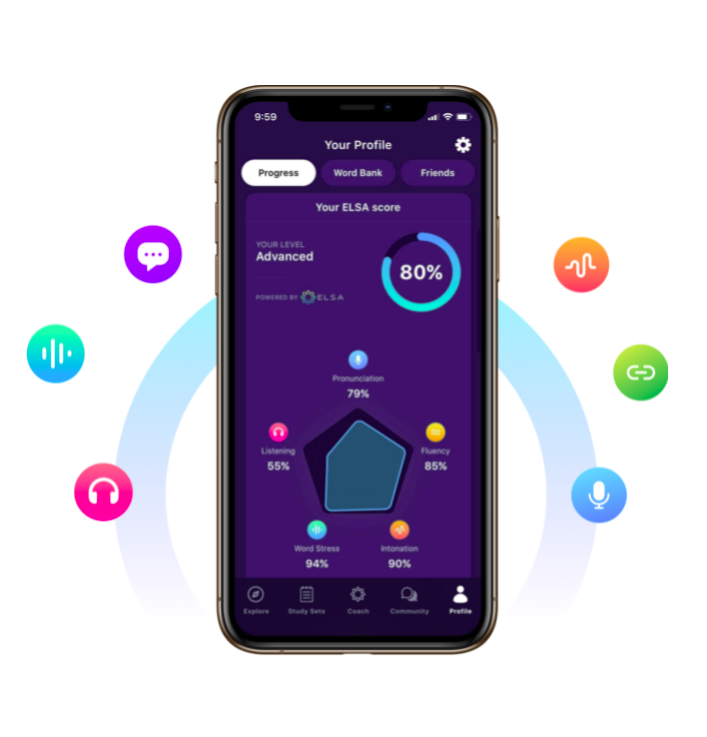 9:59
Your Profile
Progress Word Bank Friends
Your ELSA score
YOUR LEVEL
Advanced
80%
POWERED BY ELSA
Pronunciation
79%
Listening
55%
Fluency
85%
Word Stress
94%
Intonation
90%
Explore Study Sets Coach Community Profile